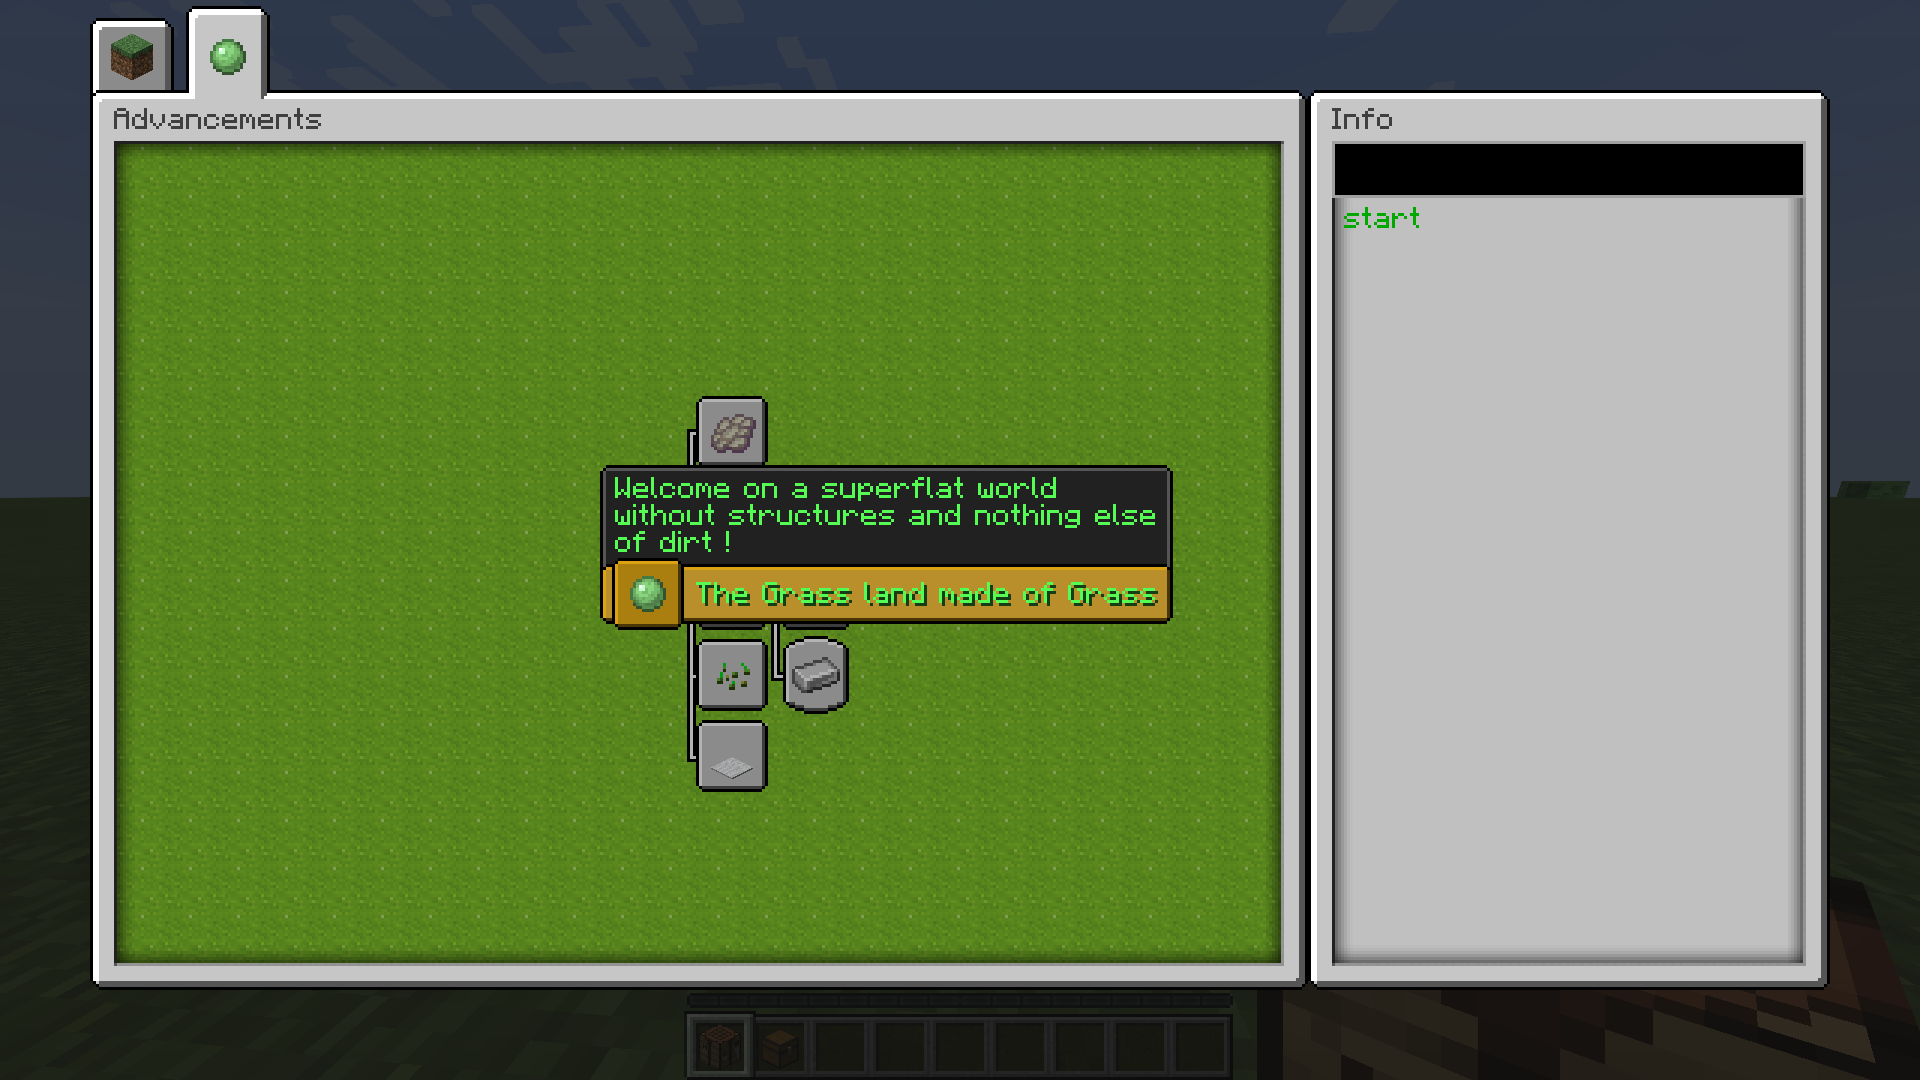 Advancements
Info
start
Welcome on a superflat world
without structures and nothing else
of dirt !
The Grass land made of Grass